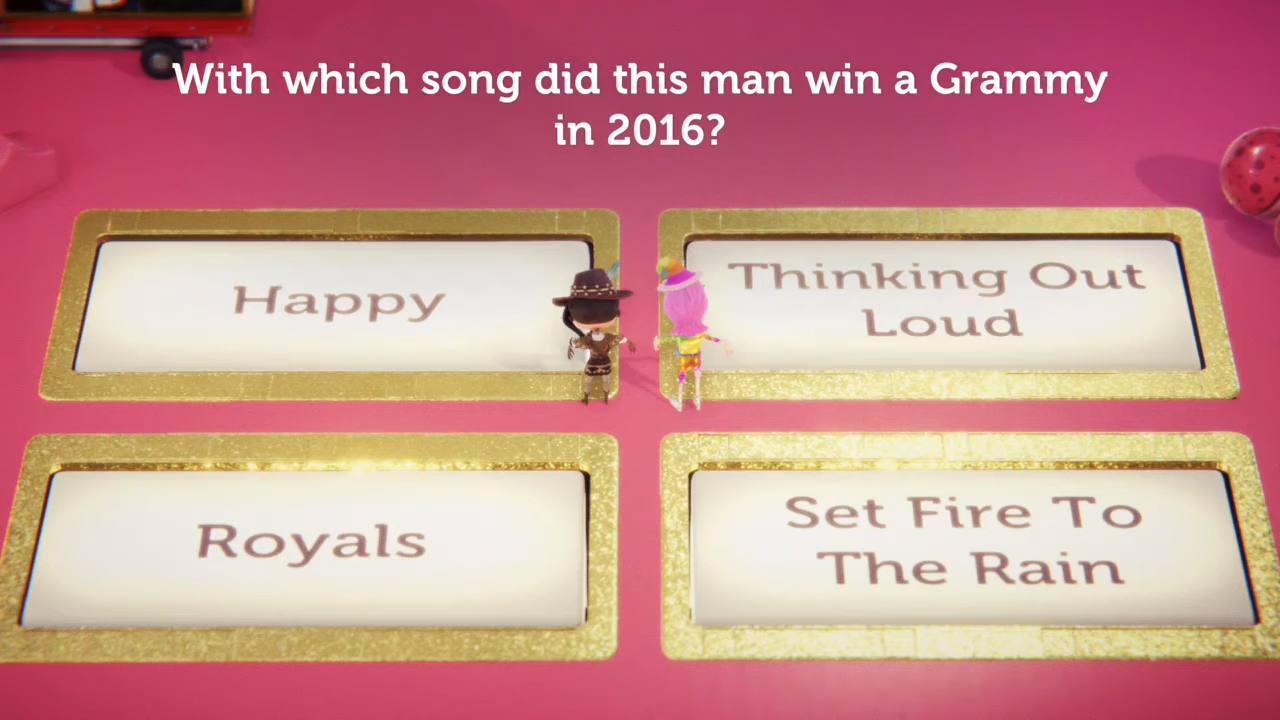 With which song did this man win a Grammy
in 2016?
Happy
Thinking Out
Loud
Royals
Set Fire To
The Rain